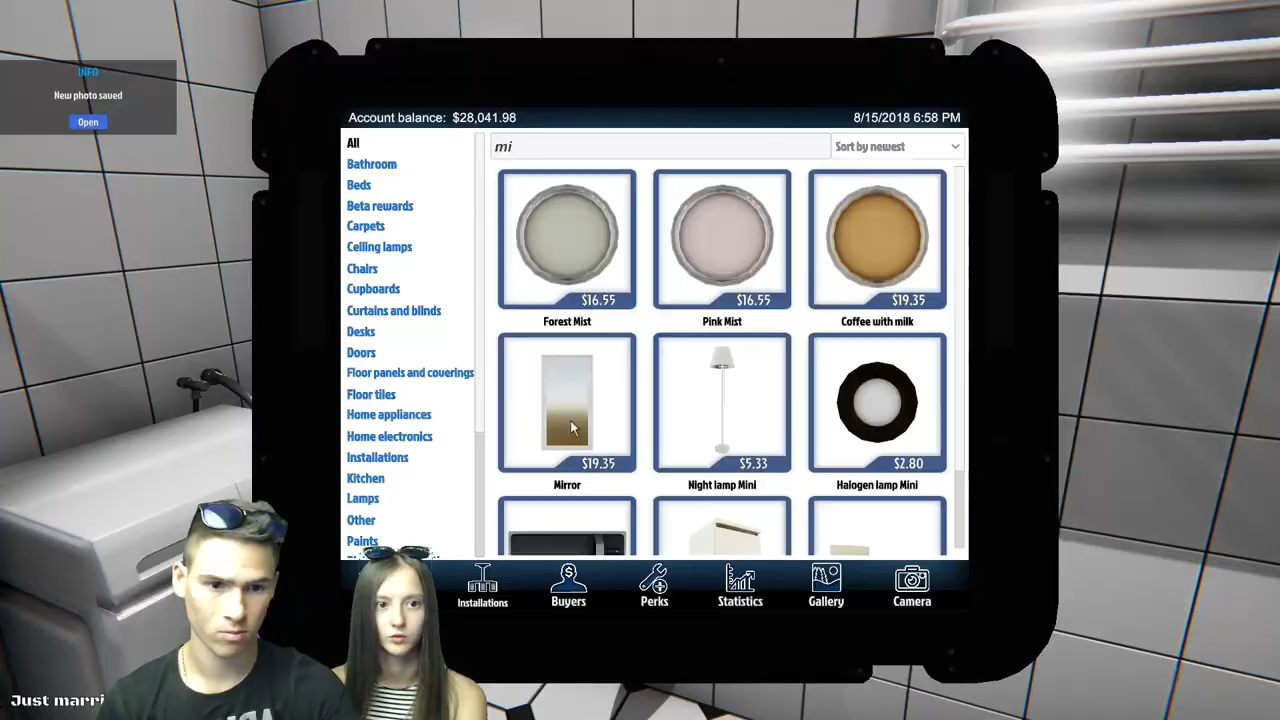 INFO
New photo saved
Open
Account balance: $28,041.98
8/15/2018 6:58 PM
All
Bathroom
Beds
Beta rewards
Carpets
Ceiling lamps
Chairs
Cupboards
Curtains and blinds
Desks
Doors
Floor panels and coverings
Floor tiles
Home appliances
Home electronics
Installations
Kitchen
Lamps
Other
Paints
mi
Sort by newest
$16.55
$16.55
$19.35
Forest Mist
Pink Mist
Coffee with milk
$19.35
$5.33
$2.80
Mirror
Night lamp Mini
Halogen lamp Mini
Installations
Buyers
Perks
Statistics
Gallery
Camera
Just marri